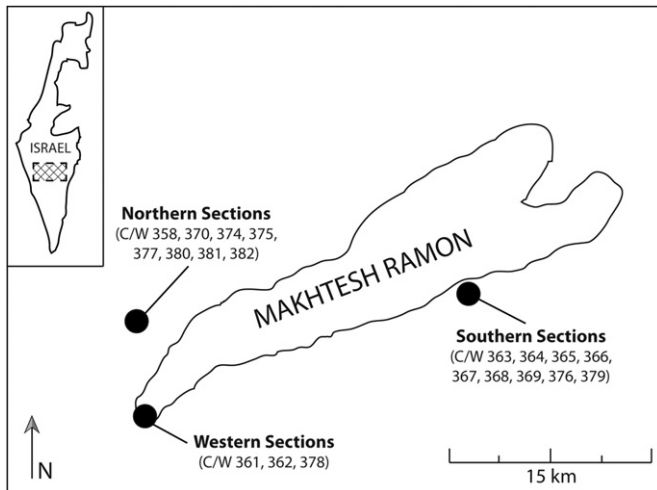 ISRAEL
Northern Sections
(C/W 358, 370, 374, 375,
377, 380, 381, 382)
MAKHTESH RAMON
Southern Sections
(C/W 363, 364, 365, 366,
367, 368, 369, 376, 379)
Western Sections
(C/W 361, 362, 378)
N
15 km